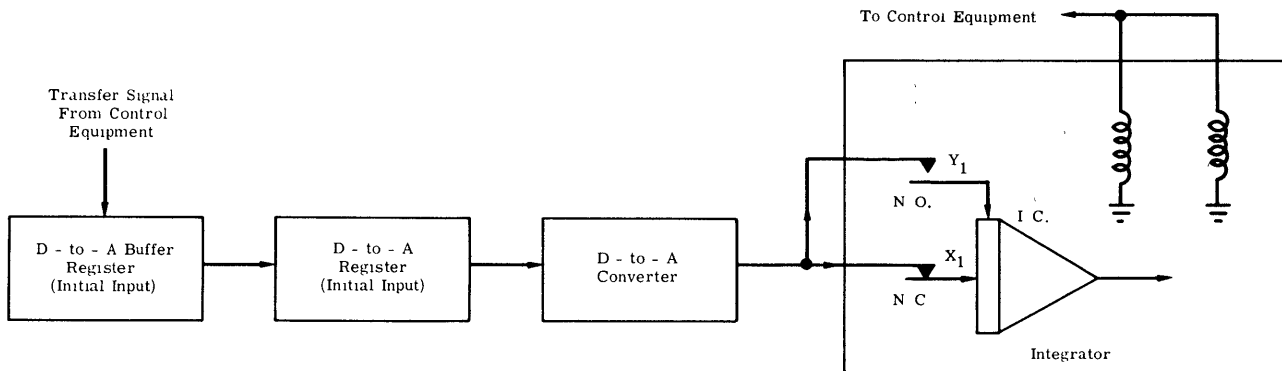 To Control Equipment
Transfer Signal
From Control
Equipment
Y1
N O.
I C.
D - to - A Buffer
Register
(Initial Input)
D - to - A
Register
(Initial Input)
D - to - A
Converter
X1
N C
Integrator